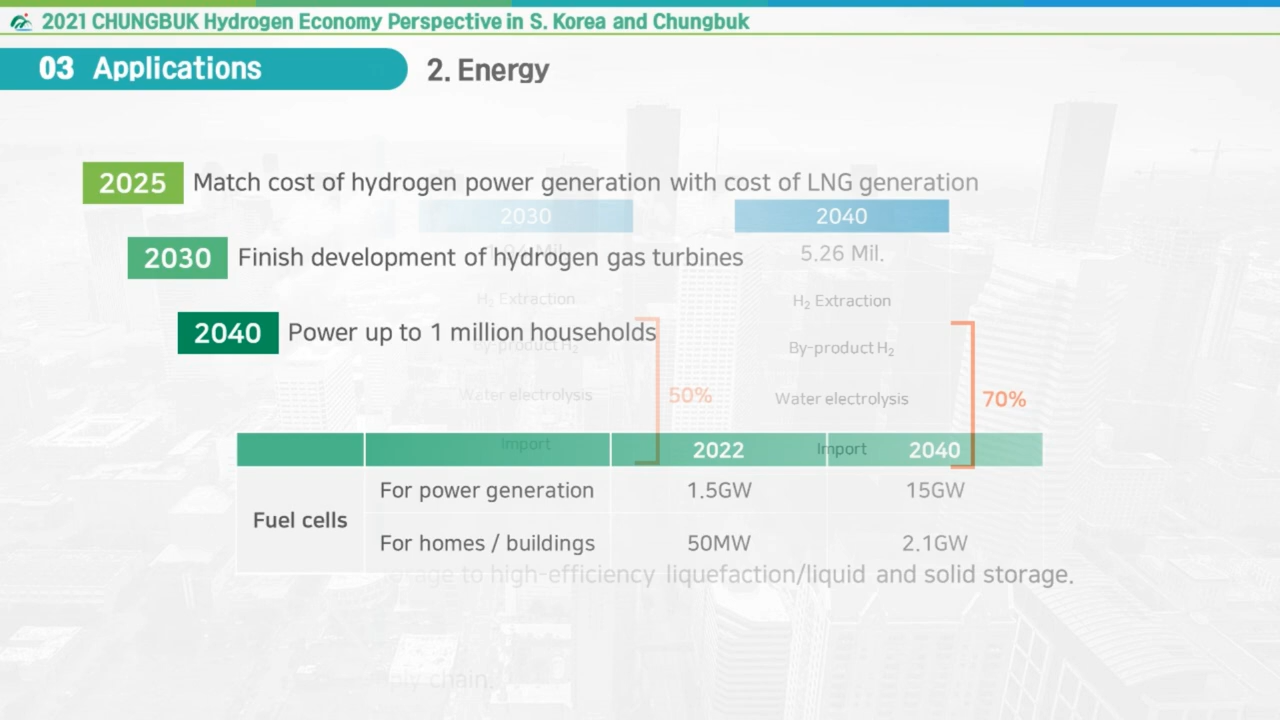 2021 CHUNGBUK Hydrogen Economy Perspective in S. Korea and Chungbuk
03 Applications
2. Energy
2025 Match cost of hydrogen power generation with cost of LNG generation
2030 2040
2030 Finish development of hydrogen gas turbines
Mil. 5.26 Mil.
H₂ Extraction H₂ Extraction
2040 Power up to 1 million households
By-product H₂ By-product H₂
Water electrolysis 50% Water electrolysis 70%
Import Import
2022 2040
Fuel cells
For power generation 1.5GW 15GW
For homes / buildings 50MW 2.1GW
to high-efficiency liquefaction/liquid and solid storage.
chain.